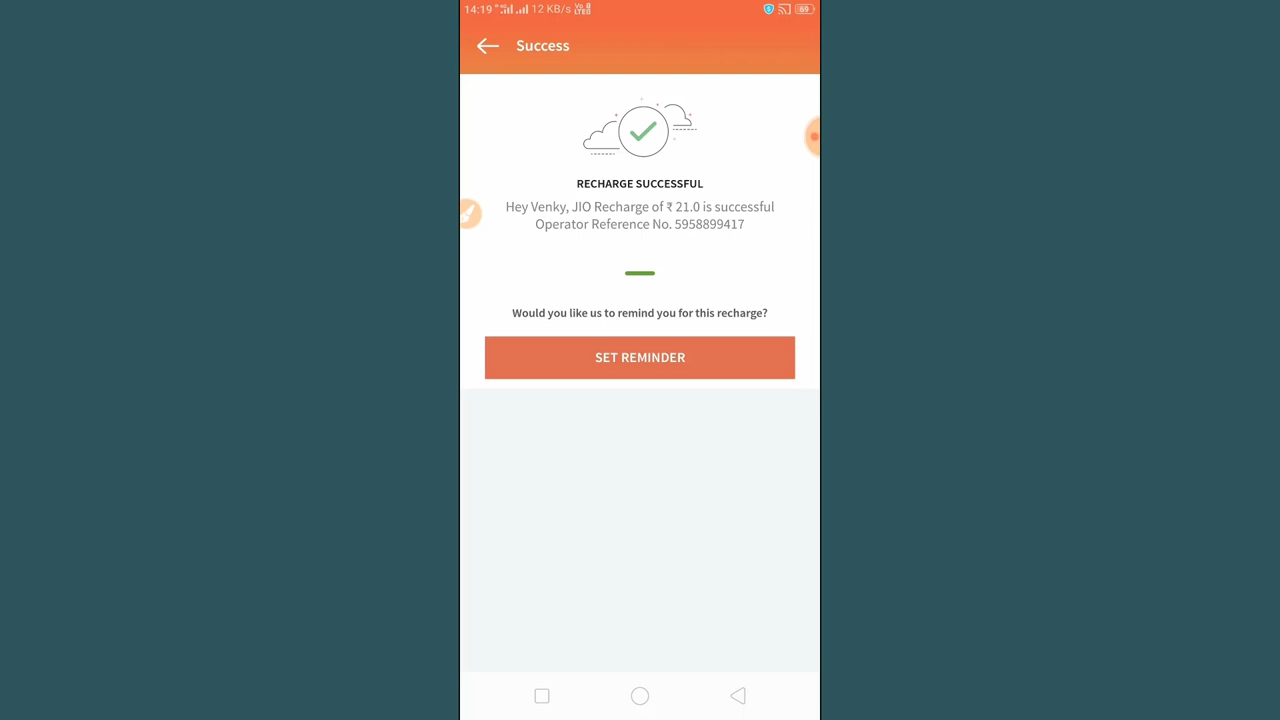 14:19 12 KB/s
69
Success
RECHARGE SUCCESSFUL
Hey Venky, JIO Recharge of ₹ 21.0 is successful
Operator Reference No. 5958899417
Would you like us to remind you for this recharge?
SET REMINDER